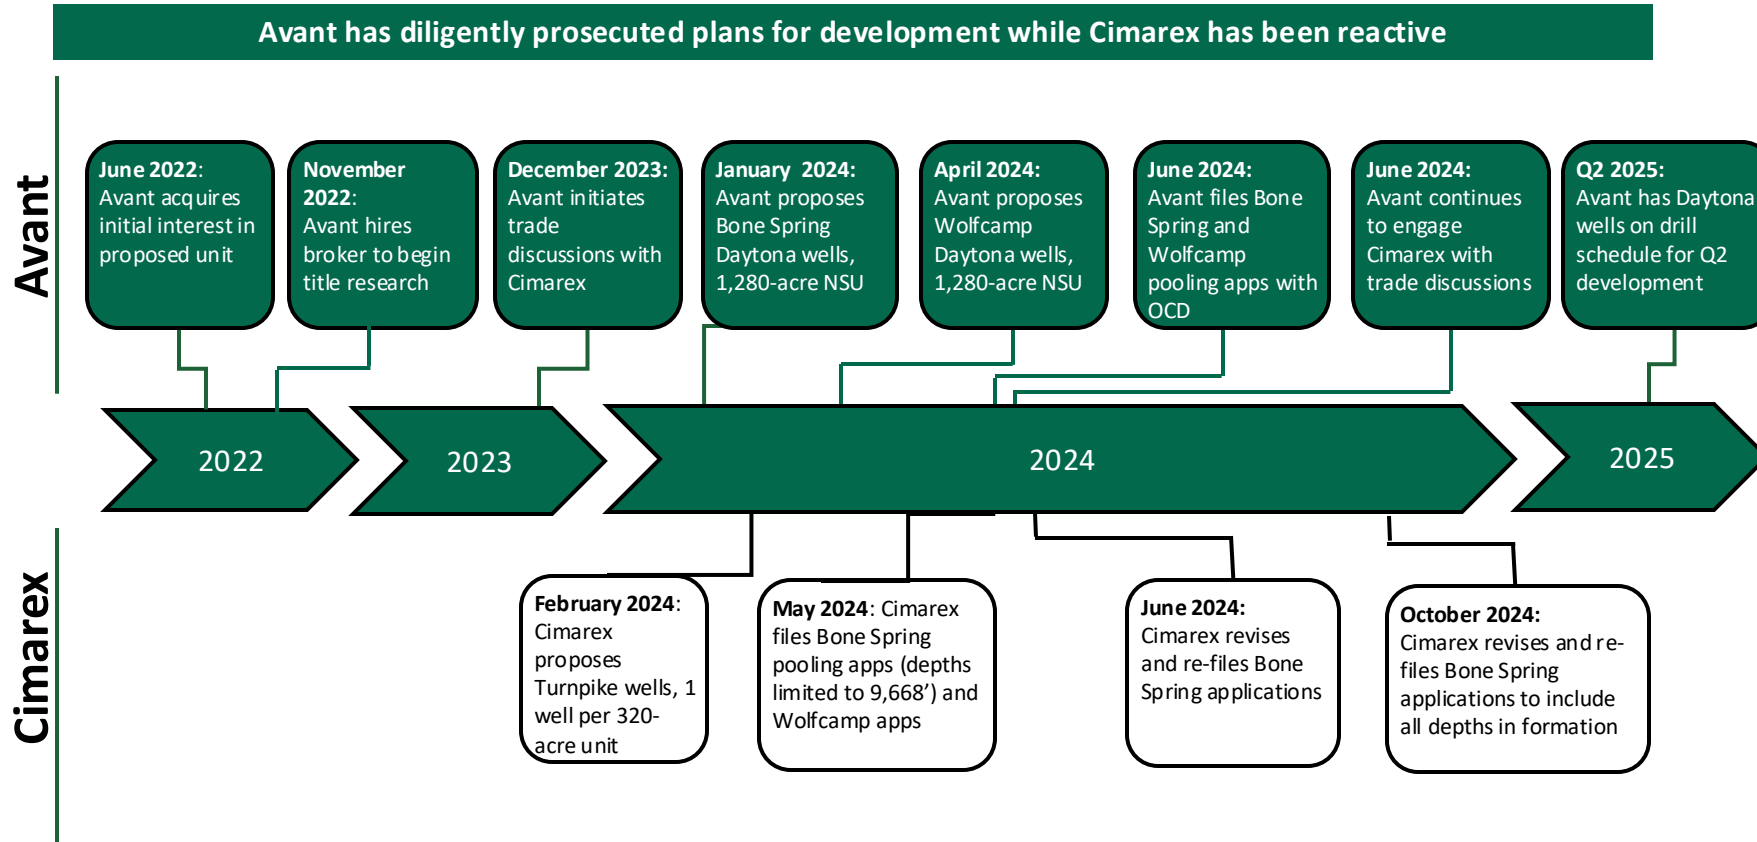 Avant has diligently prosecuted plans for development while Cimarex has been reactive
Avant
June 2022:
Avant acquires
initial interest in
proposed unit
November
2022:
Avant hires
broker to begin
title research
December 2023:
Avant initiates
trade
discussions with
Cimarex
January 2024:
Avant proposes
Bone Spring
Daytona wells,
1,280-acre NSU
April 2024:
Avant proposes
Wolfcamp
Daytona wells,
1,280-acre NSU
June 2024:
Avant files Bone
Spring and
Wolfcamp
pooling apps with
OCD
June 2024:
Avant continues
to engage
Cimarex with
trade discussions
Q2 2025:
Avant has Daytona
wells on drill
schedule for Q2
development
2022
2023
2024
2025
Cimarex
February 2024:
Cimarex
proposes
Turnpike wells, 1
well per 320-
acre unit
May 2024: Cimarex
files Bone Spring
pooling apps (depths
limited to 9,668’) and
Wolfcamp apps
June 2024:
Cimarex revises
and re-files Bone
Spring applications
October 2024:
Cimarex revises and re-
files Bone Spring
applications to include
all depths in formation